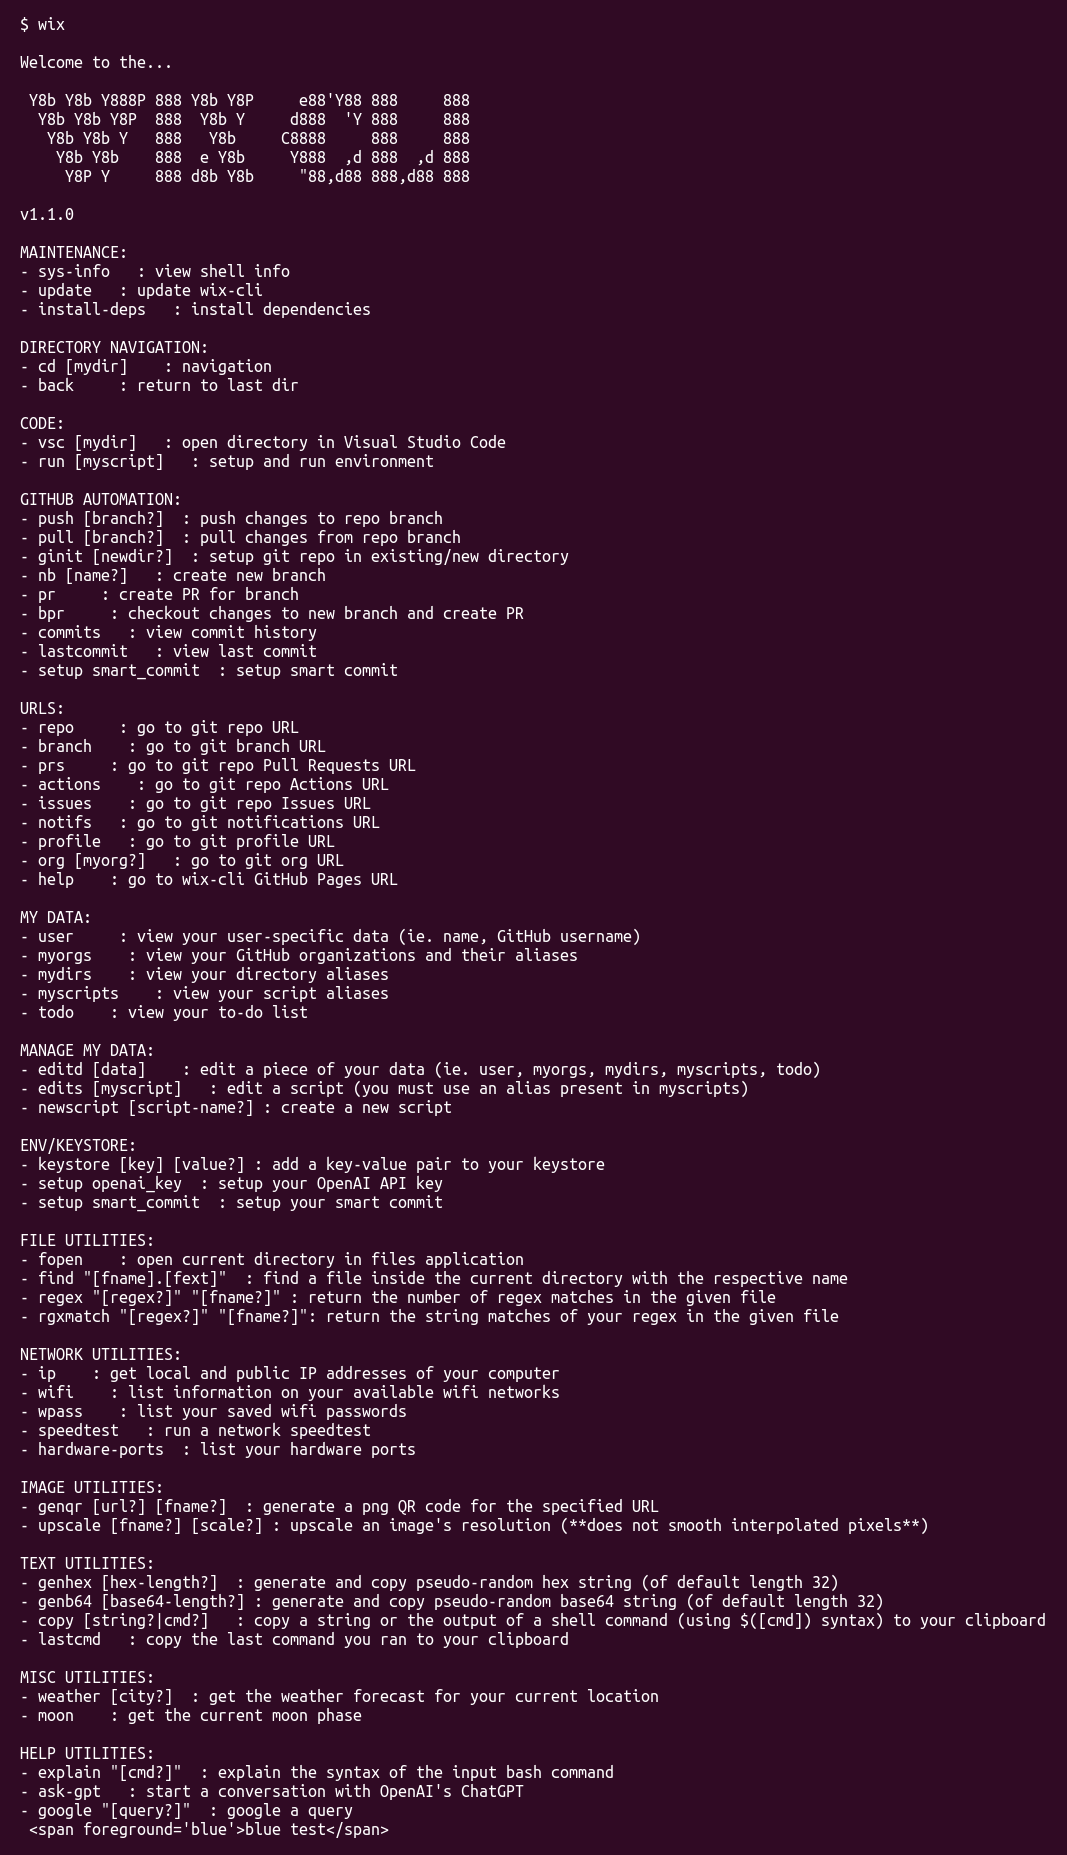 $ wix

Welcome to the...

 Y8b Y8b Y888P 888 Y8b Y8P     e88'Y88 888     888
  Y8b Y8b Y8P  888  Y8b Y     d888  'Y 888     888
   Y8b Y8b Y   888   Y8b     C8888     888     888
    Y8b Y8b    888  e Y8b     Y888  ,d 888  ,d 888
     Y8P Y     888 d8b Y8b     "88,d88 888,d88 888

v1.1.0

MAINTENANCE:
- sys-info   : view shell info
- update   : update wix-cli
- install-deps   : install dependencies

DIRECTORY NAVIGATION:
- cd [mydir]    : navigation
- back     : return to last dir

CODE:
- vsc [mydir]   : open directory in Visual Studio Code
- run [myscript]   : setup and run environment

GITHUB AUTOMATION:
- push [branch?]  : push changes to repo branch
- pull [branch?]  : pull changes from repo branch
- ginit [newdir?]  : setup git repo in existing/new directory
- nb [name?]   : create new branch
- pr     : create PR for branch
- bpr     : checkout changes to new branch and create PR
- commits   : view commit history
- lastcommit   : view last commit
- setup smart_commit  : setup smart commit

URLS:
- repo     : go to git repo URL
- branch    : go to git branch URL
- prs     : go to git repo Pull Requests URL
- actions    : go to git repo Actions URL
- issues    : go to git repo Issues URL
- notifs   : go to git notifications URL
- profile   : go to git profile URL
- org [myorg?]   : go to git org URL
- help    : go to wix-cli GitHub Pages URL

MY DATA:
- user     : view your user-specific data (ie. name, GitHub username)
- myorgs    : view your GitHub organizations and their aliases
- mydirs    : view your directory aliases
- myscripts    : view your script aliases
- todo    : view your to-do list

MANAGE MY DATA:
- editd [data]    : edit a piece of your data (ie. user, myorgs, mydirs, myscripts, todo)
- edits [myscript]   : edit a script (you must use an alias present in myscripts)
- newscript [script-name?] : create a new script

ENV/KEYSTORE:
- keystore [key] [value?] : add a key-value pair to your keystore
- setup openai_key  : setup your OpenAI API key
- setup smart_commit  : setup your smart commit

FILE UTILITIES:
- fopen    : open current directory in files application
- find "[fname].[fext]"  : find a file inside the current directory with the respective name
- regex "[regex?]" "[fname?]" : return the number of regex matches in the given file
- rgxmatch "[regex?]" "[fname?]": return the string matches of your regex in the given file

NETWORK UTILITIES:
- ip    : get local and public IP addresses of your computer
- wifi    : list information on your available wifi networks
- wpass    : list your saved wifi passwords
- speedtest   : run a network speedtest
- hardware-ports  : list your hardware ports

IMAGE UTILITIES:
- genqr [url?] [fname?]  : generate a png QR code for the specified URL
- upscale [fname?] [scale?] : upscale an image's resolution (**does not smooth interpolated pixels**)

TEXT UTILITIES:
- genhex [hex-length?]  : generate and copy pseudo-random hex string (of default length 32)
- genb64 [base64-length?] : generate and copy pseudo-random base64 string (of default length 32)
- copy [string?|cmd?]   : copy a string or the output of a shell command (using $([cmd]) syntax) to your clipboard
- lastcmd   : copy the last command you ran to your clipboard

MISC UTILITIES:
- weather [city?]  : get the weather forecast for your current location
- moon    : get the current moon phase

HELP UTILITIES:
- explain "[cmd?]"  : explain the syntax of the input bash command
- ask-gpt   : start a conversation with OpenAI's ChatGPT
- google "[query?]"  : google a query
 <span foreground='blue'>blue test</span>